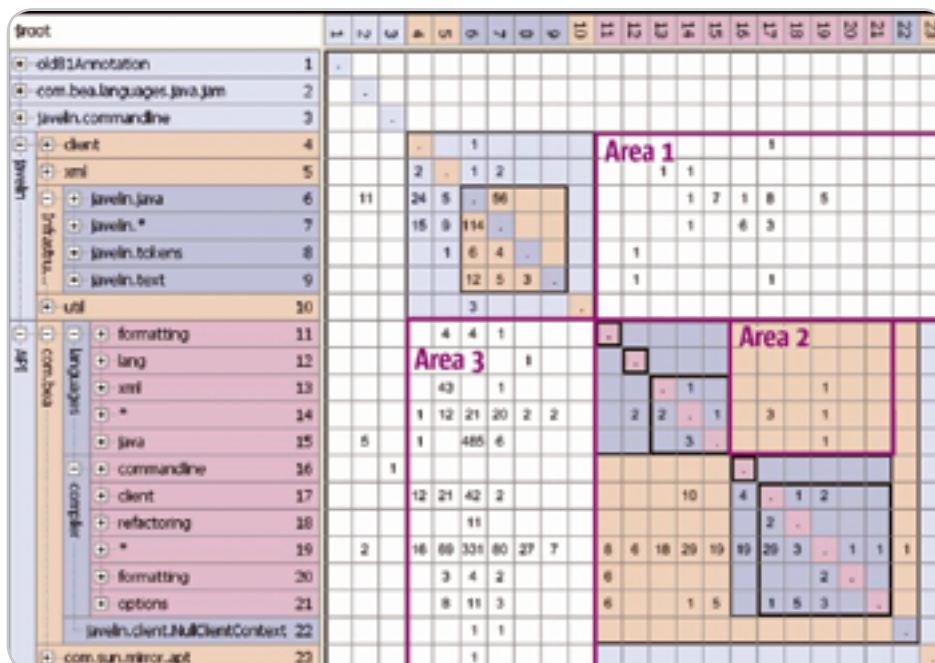 $root 1 2 3 4 5 6 7 8 9 10 11 12 13 14 15 16 17 18 19 20 21 22 23
old81Annotation 1 .
com.bea.languages.java.jam 2 .
javelin.commandline 3 .
javelin
client 4 . 1 1
Area 1
xml 5 2 . 1 2 1 1
Infrastru...
javelin.java 6 11 24 5 . 56 1 7 1 8 5
javelin.* 7 15 9 114 . 1 6 3
javelin.tokens 8 1 6 4 . 1
javelin.text 9 12 5 3 . 1 1
util 10 3 .
API
com.bea
languages
formatting 11 4 4 1 .
Area 2
Area 3
lang 12 .
xml 13 43 1 . 1 1
* 14 1 12 21 20 2 2 2 2 . 1 3 1
java 15 5 1 485 6 3 . 1
compiler
commandline 16 1 .
client 17 12 21 42 2 10 4 . 1 2
refactoring 18 11 2 .
* 19 2 16 69 331 80 27 7 8 6 18 29 19 19 29 3 . 1 1 1
formatting 20 3 4 2 6 2 .
options 21 8 11 3 6 1 5 1 5 3 .
javelin.client.NullClientContext 22 1 1 .
com.sun.mirror.apt 23 1